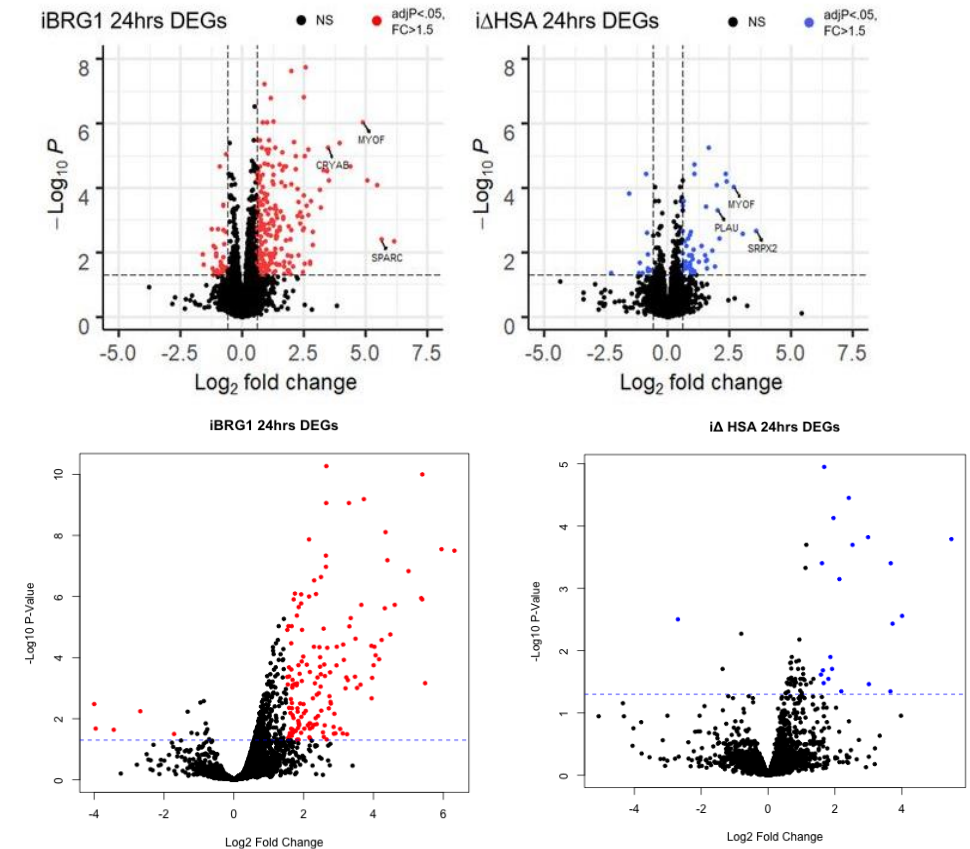 iBRG1 24hrs DEGs
NS
adjP<.05,
FC>1.5
8
6
4
2
0
– Log10 P
MYOF
CRYAB
SPARC
-5.0 -2.5 0.0 2.5 5.0 7.5
Log2 fold change
iΔHSA 24hrs DEGs
NS
adjP<.05,
FC>1.5
8
6
4
2
0
– Log10 P
MYOF
PLAU
SRPX2
-5.0 -2.5 0.0 2.5 5.0 7.5
Log2 fold change
iBRG1 24hrs DEGs
10
8
6
4
2
0
-Log10 P-Value
-4 -2 0 2 4 6
Log2 Fold Change
iΔ HSA 24hrs DEGs
5
4
3
2
1
0
-Log10 P-Value
-4 -2 0 2 4
Log2 Fold Change